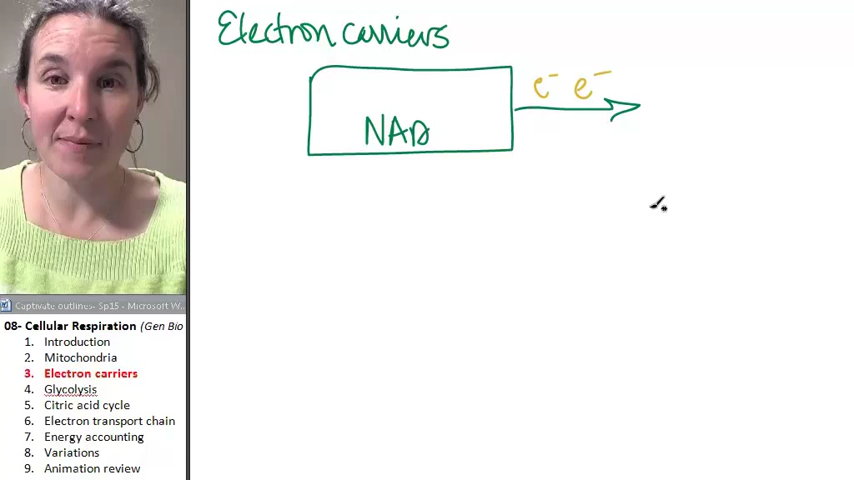 Electron carriers
e⁻ e⁻
NAD
Captivate outlines- Sp15 - Microsoft W.
08- Cellular Respiration (Gen Bio
1. Introduction
2. Mitochondria
3. Electron carriers
4. Glycolysis
5. Citric acid cycle
6. Electron transport chain
7. Energy accounting
8. Variations
9. Animation review